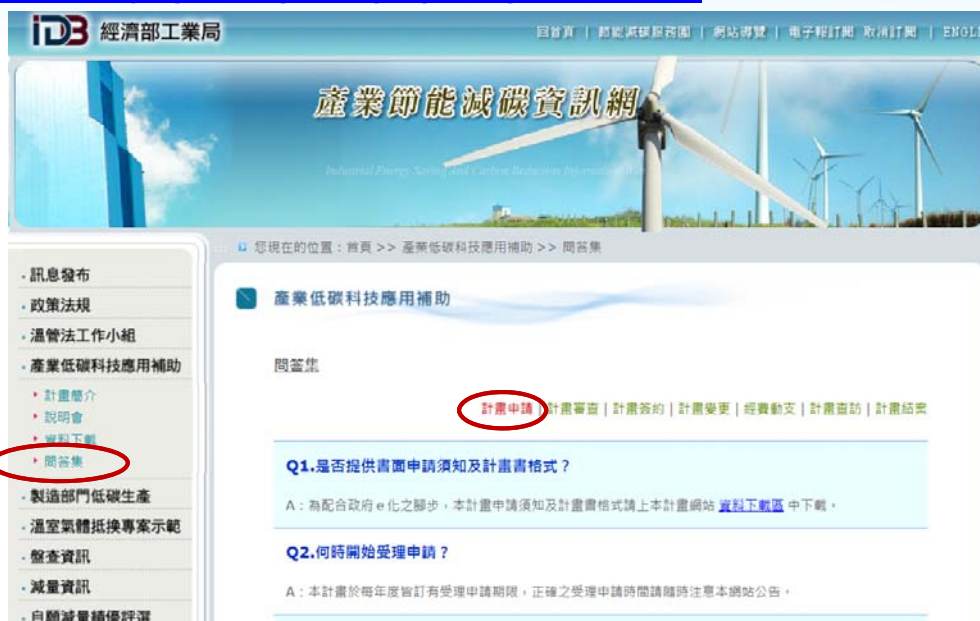 iDB 經濟部工業局
回首頁 | 節能減碳服務團 | 網站導覽 | 電子報訂閱 取消訂閱 | ENGLI
產業節能減碳資訊網
Industrial Energy Saving And Carbon Reduction Information Web
您現在的位置：首頁 >> 產業低碳科技應用補助 >> 問答集
訊息發布
政策法規
溫管法工作小組
產業低碳科技應用補助
計畫簡介
說明會
資料下載
問答集
製造部門低碳生產
溫室氣體抵換專案示範
盤查資訊
減量資訊
自願減量績優評選
產業低碳科技應用補助
問答集
計畫申請 | 計畫審查 | 計畫簽約 | 計畫變更 | 經費動支 | 計畫查訪 | 計畫結案
Q1.是否提供書面申請須知及計畫書格式？
A：為配合政府e化之腳步，本計畫申請須知及計畫書格式請上本計畫網站 資料下載區 中下載。
Q2.何時開始受理申請？
A：本計畫於每年度皆訂有受理申請期限，正確之受理申請時間請隨時注意本網站公告。